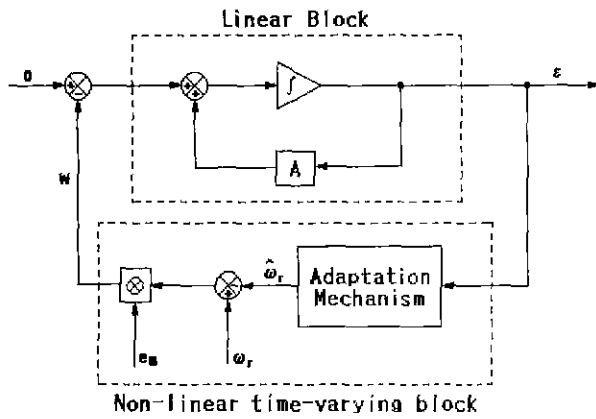 Linear Block
0
ε
+
−
+
+
∫
A
W
ω̂ᵣ
Adaptation
Mechanism
⊗
−
+
eₘ
ωᵣ
Non-linear time-varying block